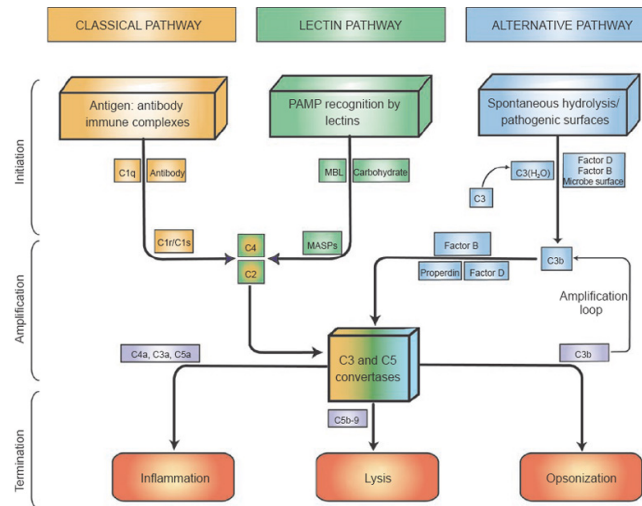 CLASSICAL PATHWAY
LECTIN PATHWAY
ALTERNATIVE PATHWAY
Initiation
Antigen: antibody
immune complexes
PAMP recognition by
lectins
Spontaneous hydrolysis/
pathogenic surfaces
C1q
Antibody
MBL
Carbohydrate
C3
C3(H₂O)
Factor D
Factor B
Microbe surface
C1r/C1s
C4
C2
MASPs
Factor B
Properdin
Factor D
C3b
Amplification
Amplification
loop
C4a, C3a, C5a
C3 and C5
convertases
C3b
C5b-9
Termination
Inflammation
Lysis
Opsonization